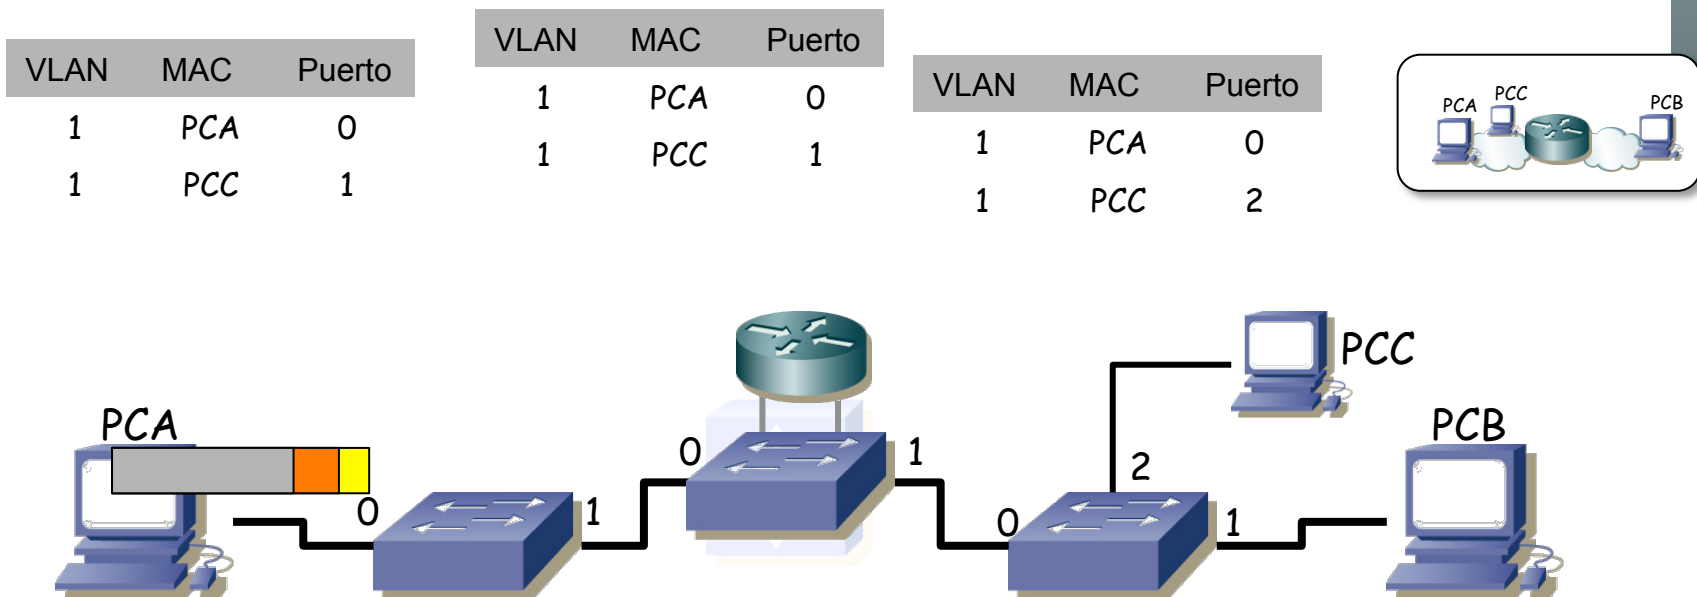 VLAN MAC Puerto
1 PCA 0
1 PCC 1
VLAN MAC Puerto
1 PCA 0
1 PCC 1
VLAN MAC Puerto
1 PCA 0
1 PCC 2
PCA PCC PCB
PCA
0
1
0
1
0
2
1
PCC
PCB